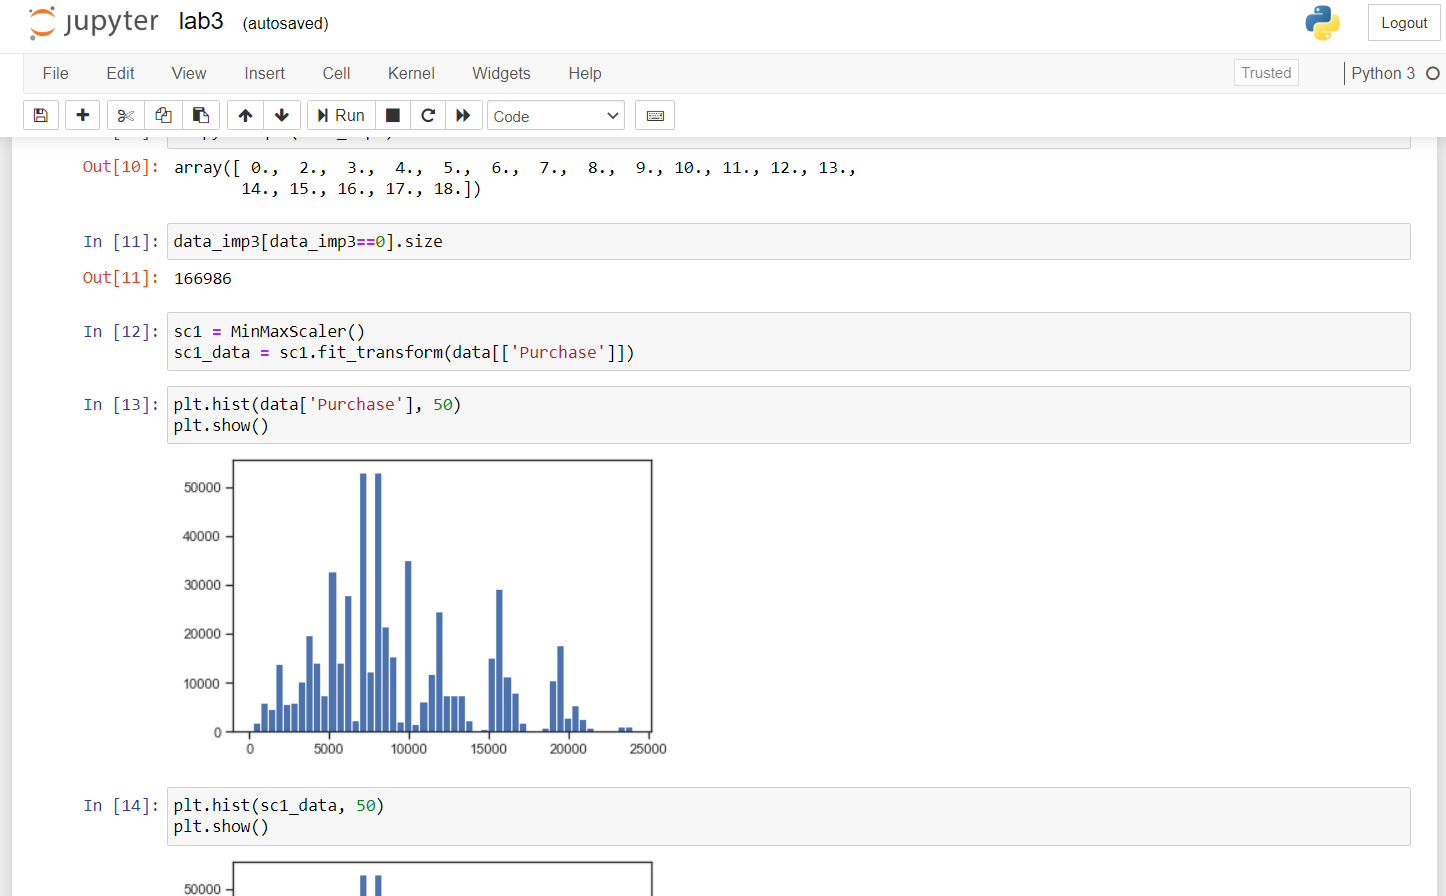 jupyter lab3 (autosaved) Logout
File Edit View Insert Cell Kernel Widgets Help Trusted Python 3
Run Code
Out[10]: array([ 0., 2., 3., 4., 5., 6., 7., 8., 9., 10., 11., 12., 13.,
14., 15., 16., 17., 18.])
In [11]: data_imp3[data_imp3==0].size
Out[11]: 166986
In [12]: sc1 = MinMaxScaler()
sc1_data = sc1.fit_transform(data[['Purchase']])
In [13]: plt.hist(data['Purchase'], 50)
plt.show()
50000
40000
30000
20000
10000
0
0 5000 10000 15000 20000 25000
In [14]: plt.hist(sc1_data, 50)
plt.show()
50000